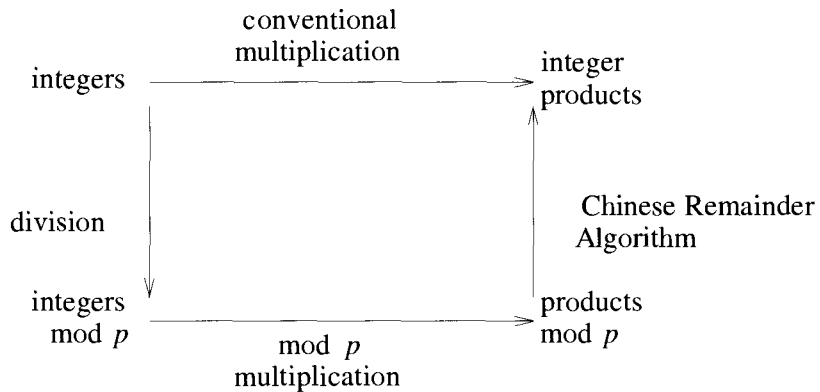 conventional
multiplication
integers
integer
products
division
Chinese Remainder
Algorithm
integers
mod p
products
mod p
mod p
multiplication